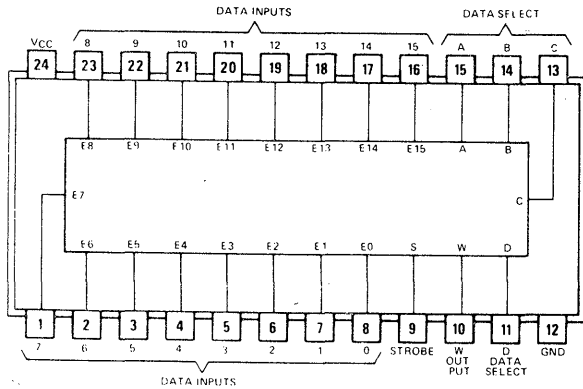 DATA INPUTS DATA SELECT
VCC 8 9 10 11 12 13 14 15 A B C
24 23 22 21 20 19 18 17 16 15 14 13
E8 E9 E10 E11 E12 E13 E14 E15 A B
E7 C
E6 E5 E4 E3 E2 E1 E0 S W D
1 2 3 4 5 6 7 8 9 10 11 12
7 6 5 4 3 2 1 0 STROBE W D GND
OUT DATA
PUT SELECT
DATA INPUTS